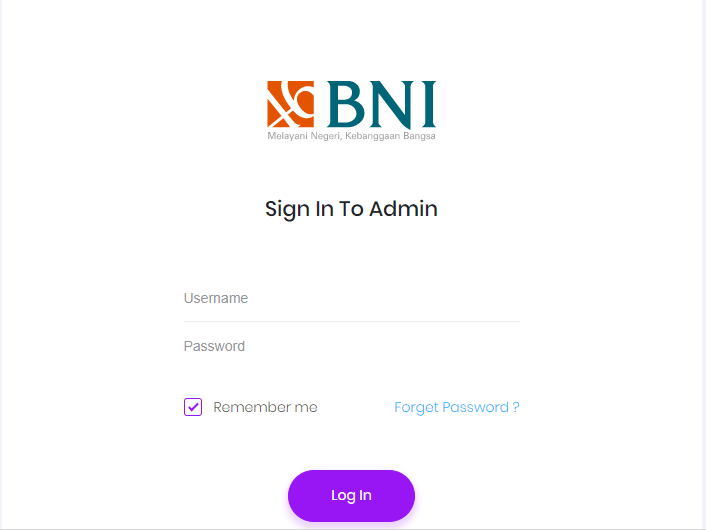 BNI
Melayani Negeri, Kebanggaan Bangsa
Sign In To Admin
Username
Password
Remember me
Forget Password ?
Log In